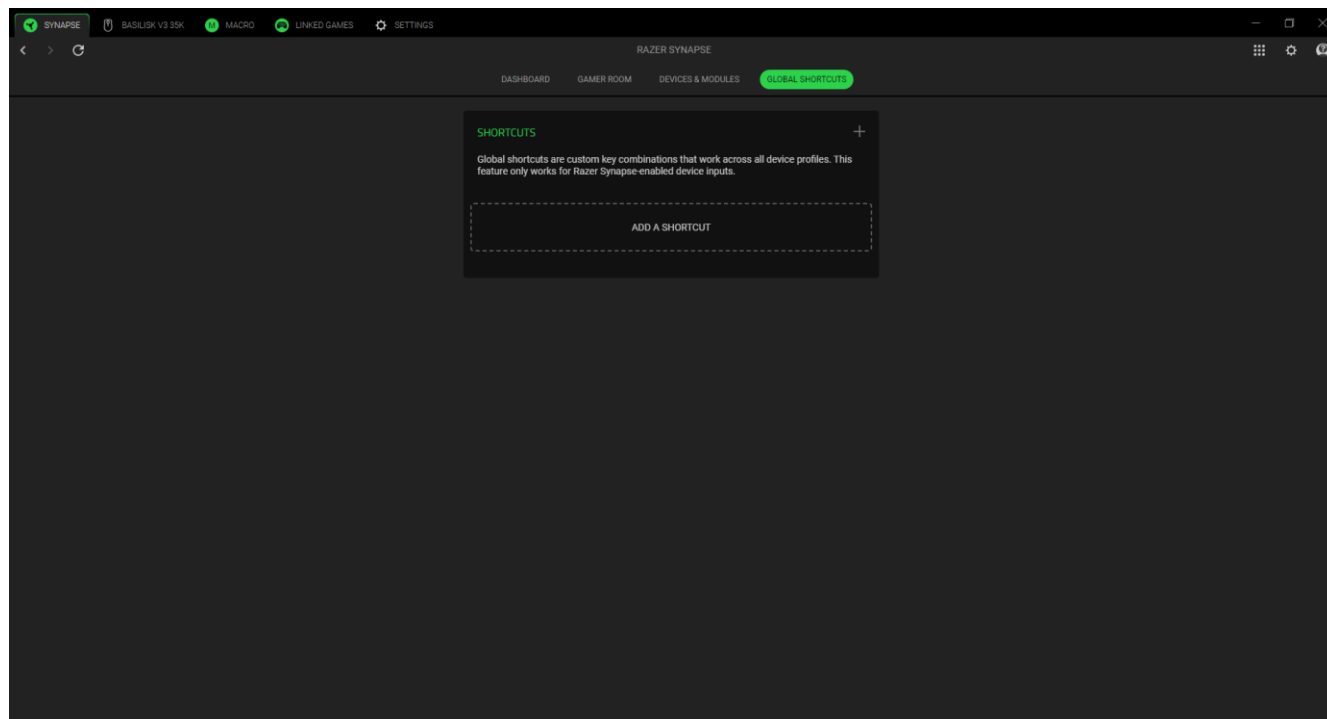 SYNAPSE BASILISK V3 35K M MACRO LINKED GAMES SETTINGS
RAZER SYNAPSE
DASHBOARD GAMER ROOM DEVICES & MODULES GLOBAL SHORTCUTS
SHORTCUTS
Global shortcuts are custom key combinations that work across all device profiles. This
feature only works for Razer Synapse-enabled device inputs.
ADD A SHORTCUT